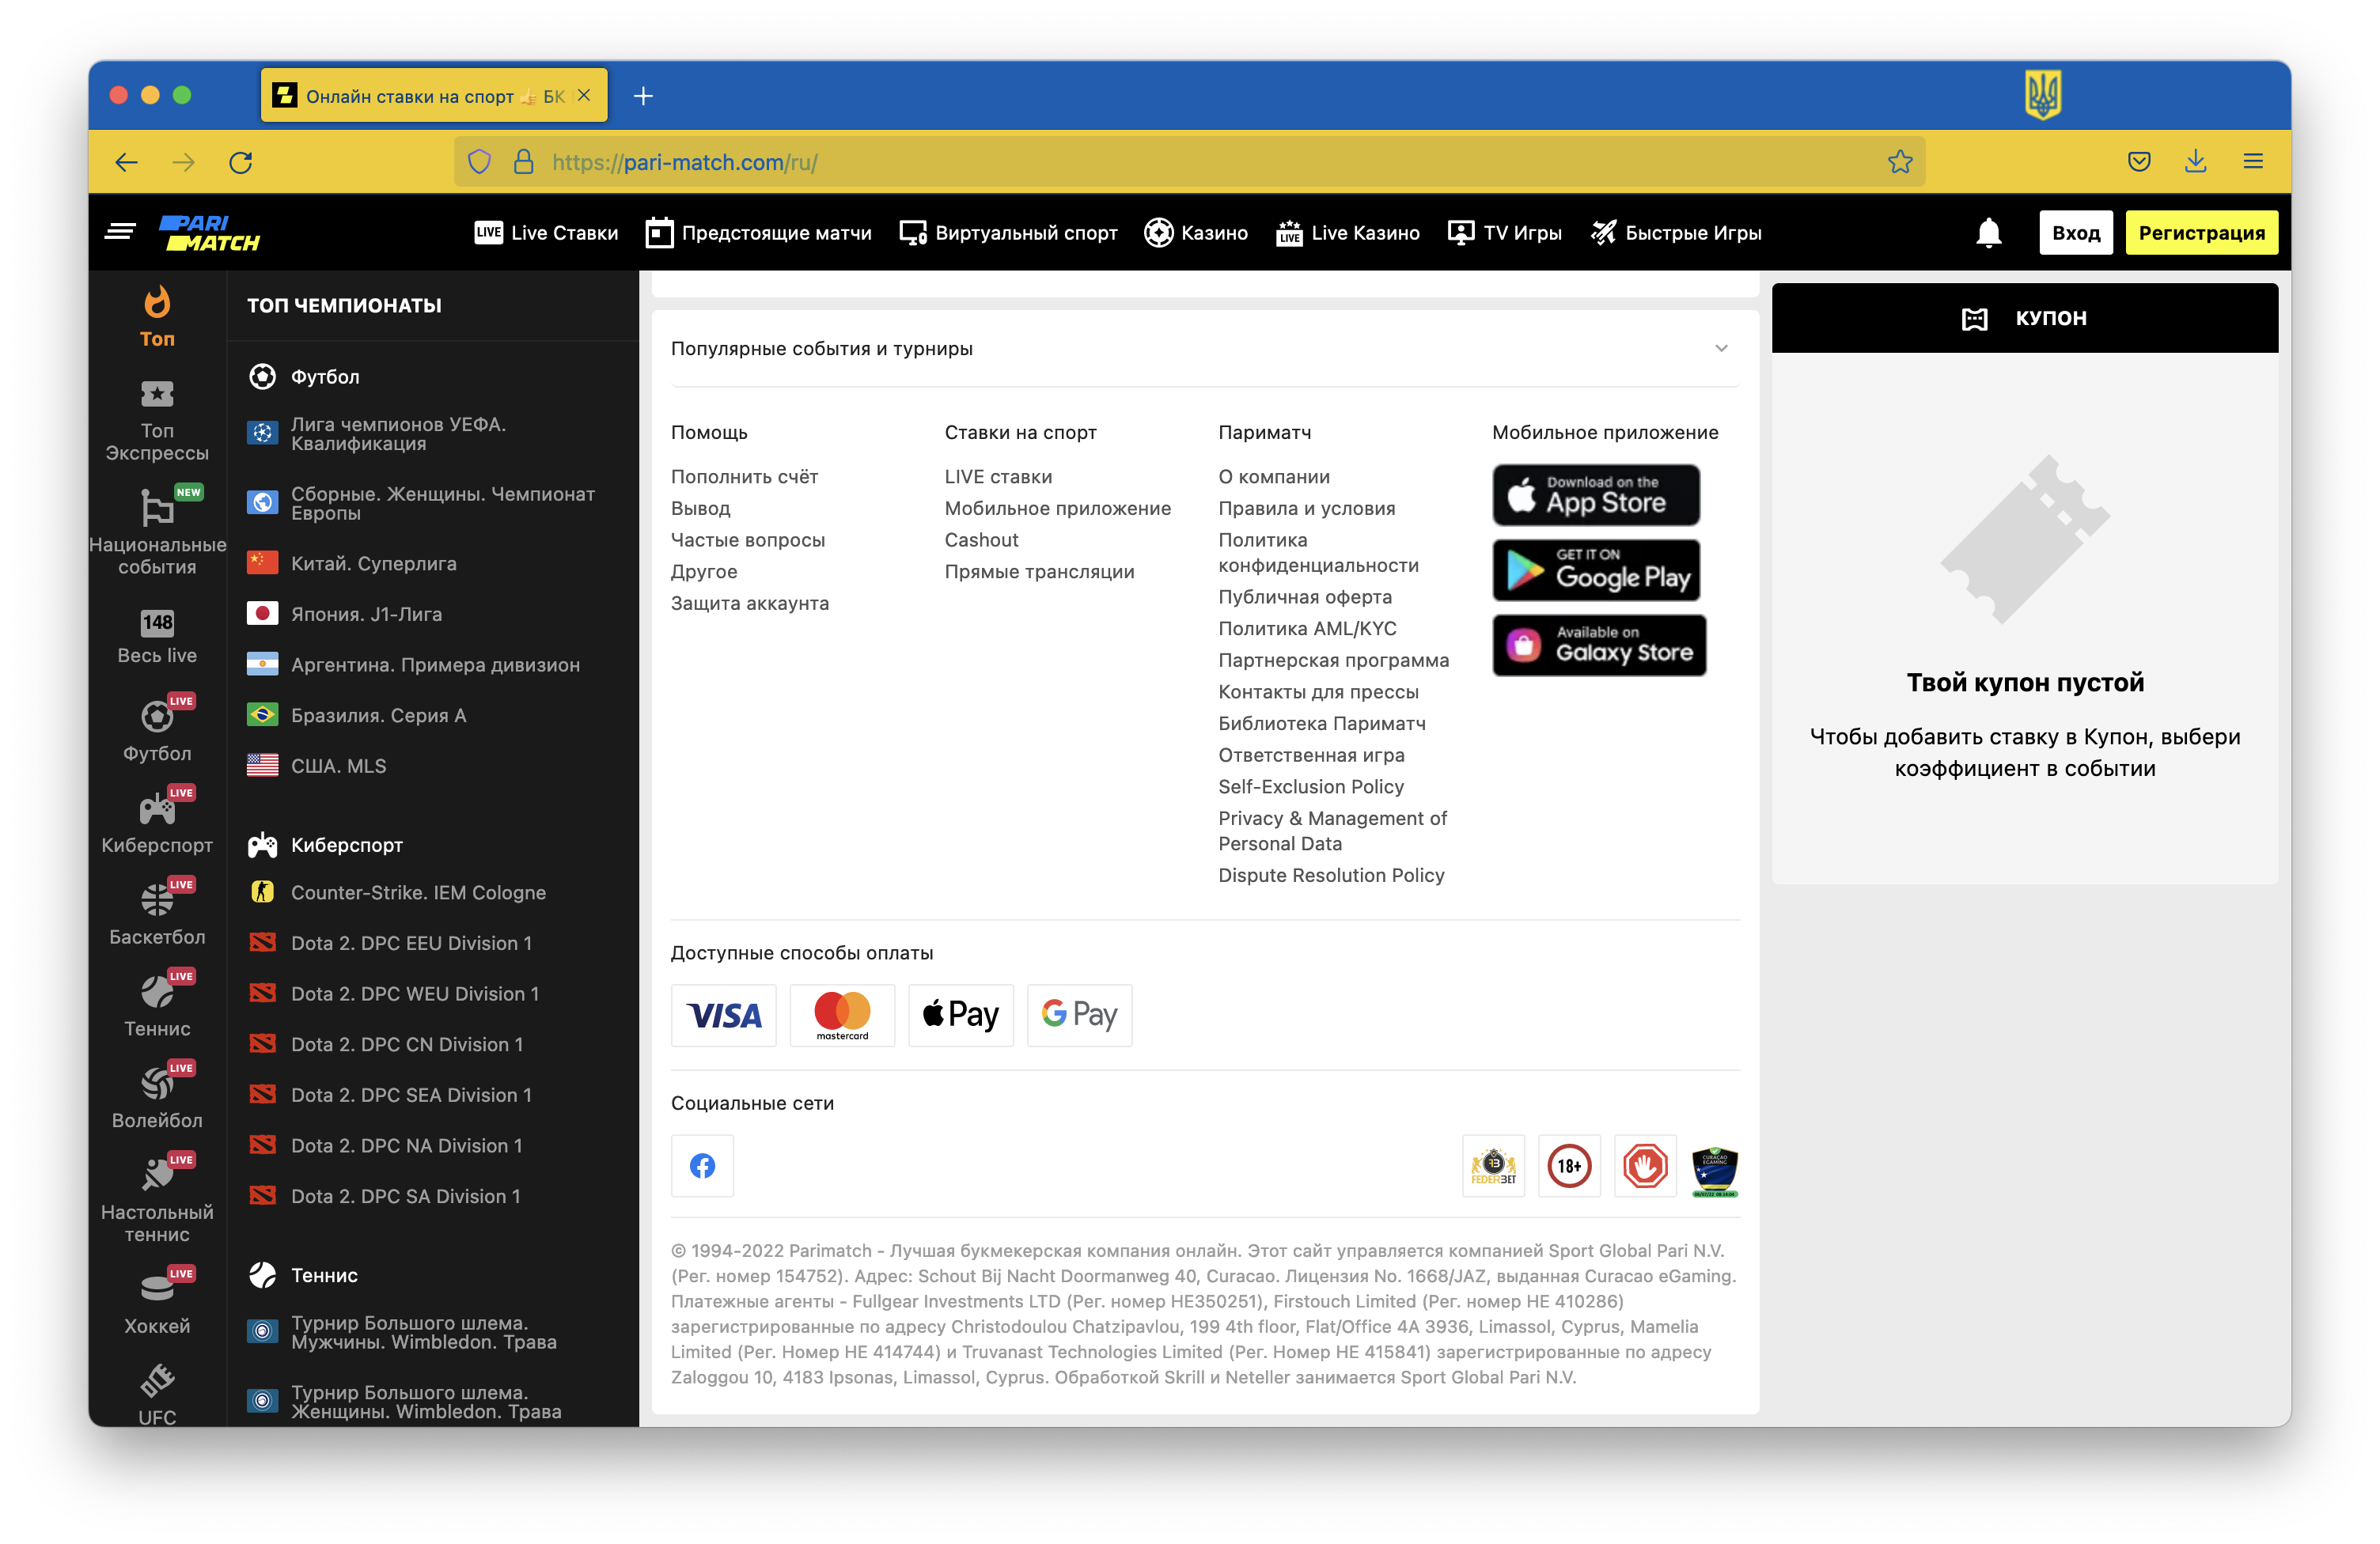 Онлайн ставки на спорт 👍 БК
https://pari-match.com/ru/
PARI MATCH
LIVE Live Ставки
Предстоящие матчи
Виртуальный спорт
Казино
LIVE Live Казино
TV Игры
Быстрые Игры
Вход
Регистрация
Топ
Топ
Экспрессы
NEW
Национальные
события
148
Весь live
LIVE
Футбол
LIVE
Киберспорт
LIVE
Баскетбол
LIVE
Теннис
LIVE
Волейбол
LIVE
Настольный
теннис
LIVE
Хоккей
UFC
ТОП ЧЕМПИОНАТЫ
Футбол
Лига чемпионов УЕФА.
Квалификация
Сборные. Женщины. Чемпионат
Европы
Китай. Суперлига
Япония. J1-Лига
Аргентина. Примера дивизион
Бразилия. Серия А
США. MLS
Киберспорт
Counter-Strike. IEM Cologne
Dota 2. DPC EEU Division 1
Dota 2. DPC WEU Division 1
Dota 2. DPC CN Division 1
Dota 2. DPC SEA Division 1
Dota 2. DPC NA Division 1
Dota 2. DPC SA Division 1
Теннис
Турнир Большого шлема.
Мужчины. Wimbledon. Трава
Турнир Большого шлема.
Женщины. Wimbledon. Трава
Популярные события и турниры
Помощь
Пополнить счёт
Вывод
Частые вопросы
Другое
Защита аккаунта
Ставки на спорт
LIVE ставки
Мобильное приложение
Cashout
Прямые трансляции
Париматч
О компании
Правила и условия
Политика
конфиденциальности
Публичная оферта
Политика AML/KYC
Партнерская программа
Контакты для прессы
Библиотека Париматч
Ответственная игра
Self-Exclusion Policy
Privacy & Management of
Personal Data
Dispute Resolution Policy
Мобильное приложение
Download on the
App Store
GET IT ON
Google Play
Available on
Galaxy Store
Доступные способы оплаты
VISA
mastercard
Pay
G Pay
Социальные сети
FEDERBET
18+
CURAÇAO
EGAMING
© 1994-2022 Parimatch - Лучшая букмекерская компания онлайн. Этот сайт управляется компанией Sport Global Pari N.V.
(Рег. номер 154752). Адрес: Schout Bij Nacht Doormanweg 40, Curacao. Лицензия No. 1668/JAZ, выданная Curacao eGaming.
Платежные агенты - Fullgear Investments LTD (Рег. номер HE350251), Firstouch Limited (Рег. номер HE 410286)
зарегистрированные по адресу Christodoulou Chatzipavlou, 199 4th floor, Flat/Office 4A 3936, Limassol, Cyprus, Mamelia
Limited (Рег. Номер HE 414744) и Truvanast Technologies Limited (Рег. Номер HE 415841) зарегистрированные по адресу
Zaloggou 10, 4183 Ipsonas, Limassol, Cyprus. Обработкой Skrill и Neteller занимается Sport Global Pari N.V.
КУПОН
Твой купон пустой
Чтобы добавить ставку в Купон, выбери
коэффициент в событии